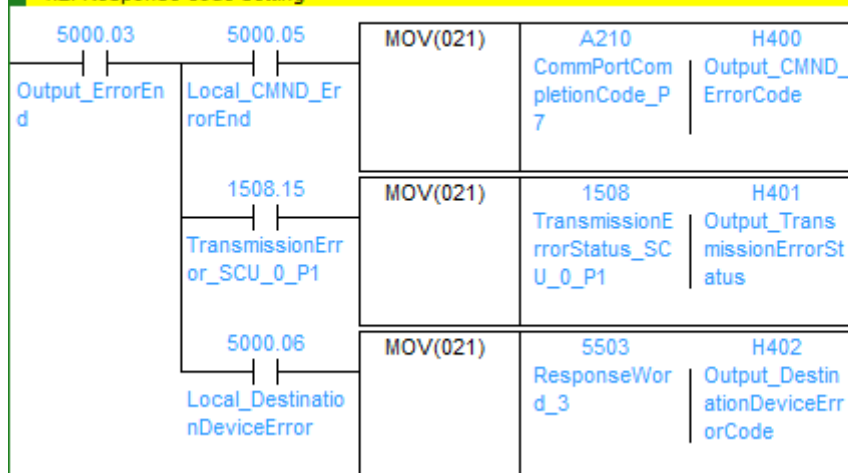 5000.03 5000.05 MOV(021) A210 H400
Output_ErrorEn Local_CMND_Er CommPortCom Output_CMND_
d rorEnd pletionCode_P ErrorCode
7
1508.15 MOV(021) 1508 H401
TransmissionErr TransmissionE Output_Trans
or_SCU_0_P1 rrorStatus_SC missionErrorSt
U_0_P1 atus
5000.06 MOV(021) 5503 H402
Local_Destinatio ResponseWor Output_Destin
nDeviceError d_3 ationDeviceErr
orCode